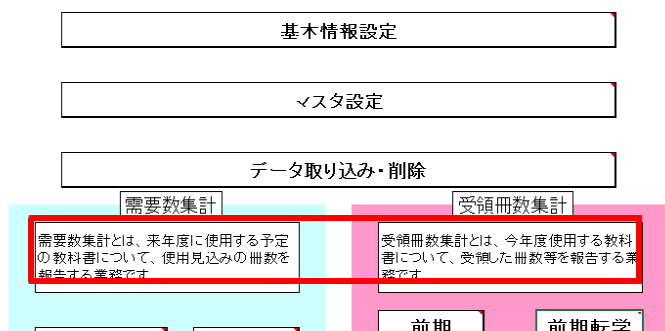 基本情報設定
マスタ設定
データ取り込み・削除
需要数集計
需要数集計とは、来年度に使用する予定
の教科書について、使用見込みの冊数を
報告する業務です
受領冊数集計
受領冊数集計とは、今年度使用する教科
書について、受領した冊数等を報告する業
務です
前期
前期転学